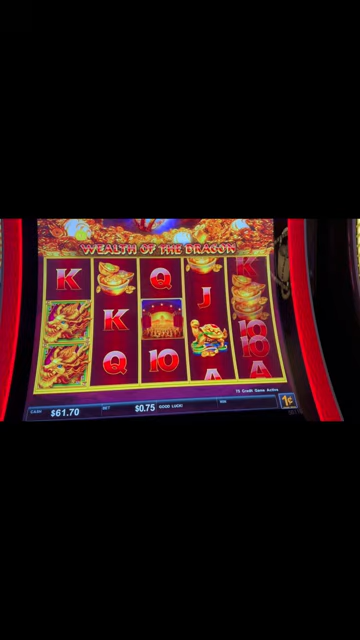 WEALTH OF THE DRAGON
K
Q
K
J
K
10
Q
10
10
A
A
75 Credit Game Active
CASH $61.70
BET $0.75
GOOD LUCK!
WIN
1¢